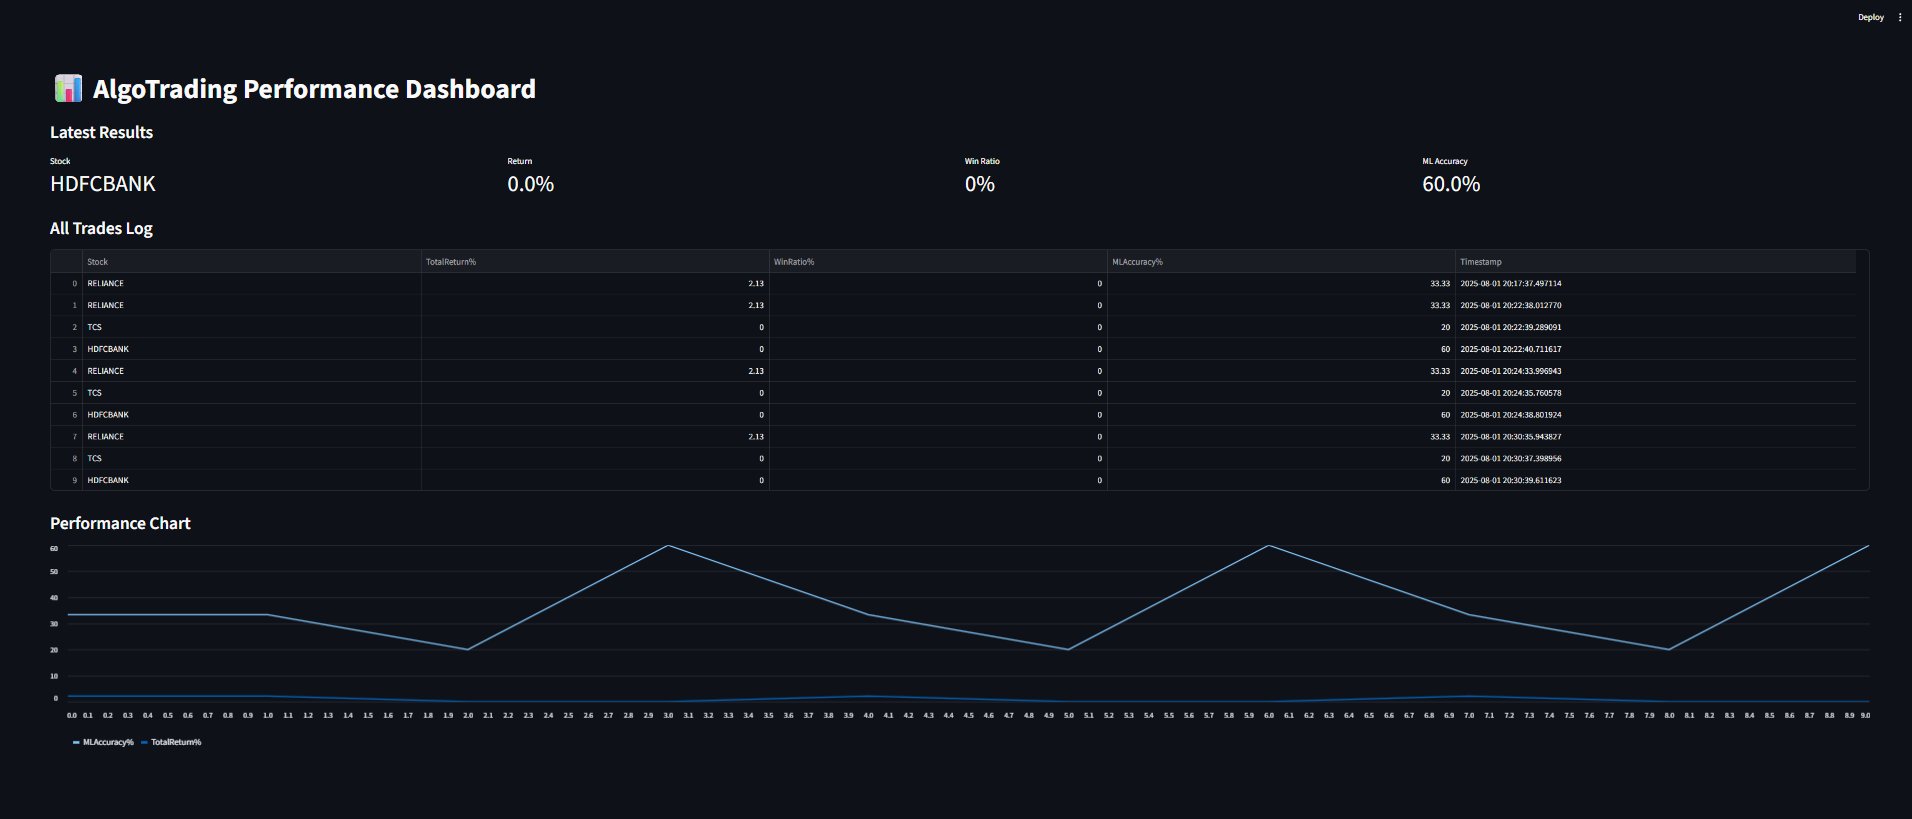 Deploy
AlgoTrading Performance Dashboard
Latest Results
Stock Return Win Ratio ML Accuracy
HDFCBANK 0.0% 0% 60.0%
All Trades Log
Stock TotalReturn% WinRatio% MLAccuracy% Timestamp
0 RELIANCE 2.13 0 33.33 2025-08-01 20:17:37.497114
1 RELIANCE 2.13 0 33.33 2025-08-01 20:22:38.012770
2 TCS 0 0 20 2025-08-01 20:22:39.289091
3 HDFCBANK 0 0 60 2025-08-01 20:22:40.711617
4 RELIANCE 2.13 0 33.33 2025-08-01 20:24:33.996943
5 TCS 0 0 20 2025-08-01 20:24:35.760578
6 HDFCBANK 0 0 60 2025-08-01 20:24:38.801924
7 RELIANCE 2.13 0 33.33 2025-08-01 20:30:35.943827
8 TCS 0 0 20 2025-08-01 20:30:37.398956
9 HDFCBANK 0 0 60 2025-08-01 20:30:39.611623
Performance Chart
60
50
40
30
20
10
0
0.0 0.1 0.2 0.3 0.4 0.5 0.6 0.7 0.8 0.9 1.0 1.1 1.2 1.3 1.4 1.5 1.6 1.7 1.8 1.9 2.0 2.1 2.2 2.3 2.4 2.5 2.6 2.7 2.8 2.9 3.0 3.1 3.2 3.3 3.4 3.5 3.6 3.7 3.8 3.9 4.0 4.1 4.2 4.3 4.4 4.5 4.6 4.7 4.8 4.9 5.0 5.1 5.2 5.3 5.4 5.5 5.6 5.7 5.8 5.9 6.0 6.1 6.2 6.3 6.4 6.5 6.6 6.7 6.8 6.9 7.0 7.1 7.2 7.3 7.4 7.5 7.6 7.7 7.8 7.9 8.0 8.1 8.2 8.3 8.4 8.5 8.6 8.7 8.8 8.9 9.0
MLAccuracy% TotalReturn%